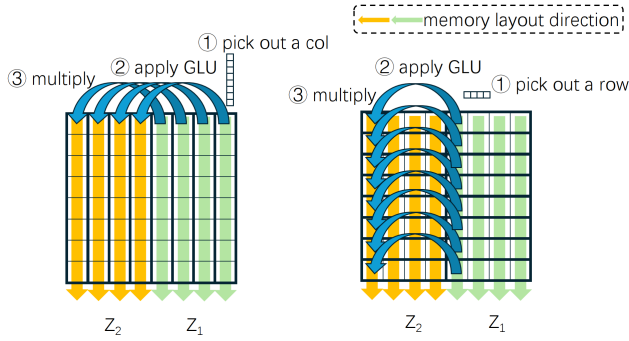 memory layout direction
① pick out a col
② apply GLU
③ multiply
Z₂ Z₁
② apply GLU
① pick out a row
③ multiply
Z₂ Z₁